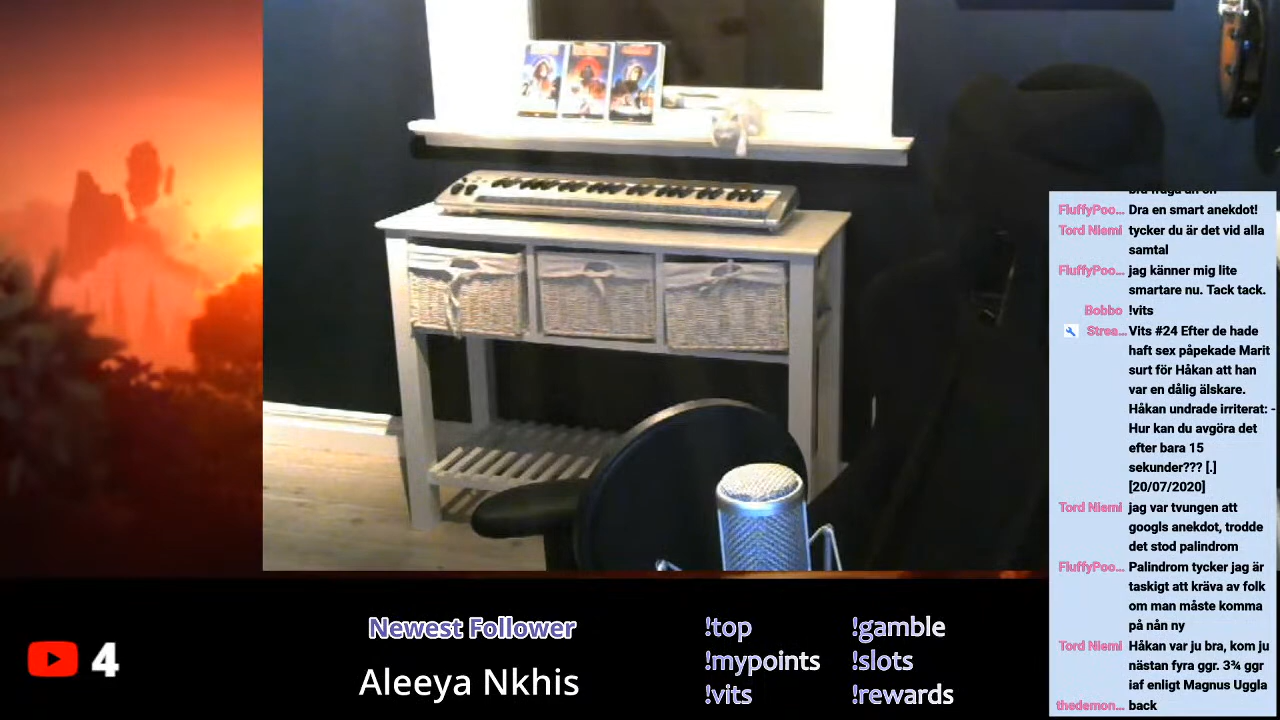 FluffyPoo... Dra en smart anekdot!
Tord Niemi tycker du är det vid alla
samtal
FluffyPoo... jag känner mig lite
smartare nu. Tack tack.
Bobbo !vits
Strea... Vits #24 Efter de hade
haft sex påpekade Marit
surt för Håkan att han
var en dålig älskare.
Håkan undrade irriterat: -
Hur kan du avgöra det
efter bara 15
sekunder??? [.]
[20/07/2020]
Tord Niemi jag var tvungen att
googls anekdot, trodde
det stod palindrom
FluffyPoo... Palindrom tycker jag är
taskigt att kräva av folk
om man måste komma
på nån ny
Tord Niemi Håkan var ju bra, kom ju
nästan fyra ggr. 3¾ ggr
iaf enligt Magnus Uggla
thedemon... back
4
Newest Follower
Aleeya Nkhis
!top !gamble
!mypoints !slots
!vits !rewards